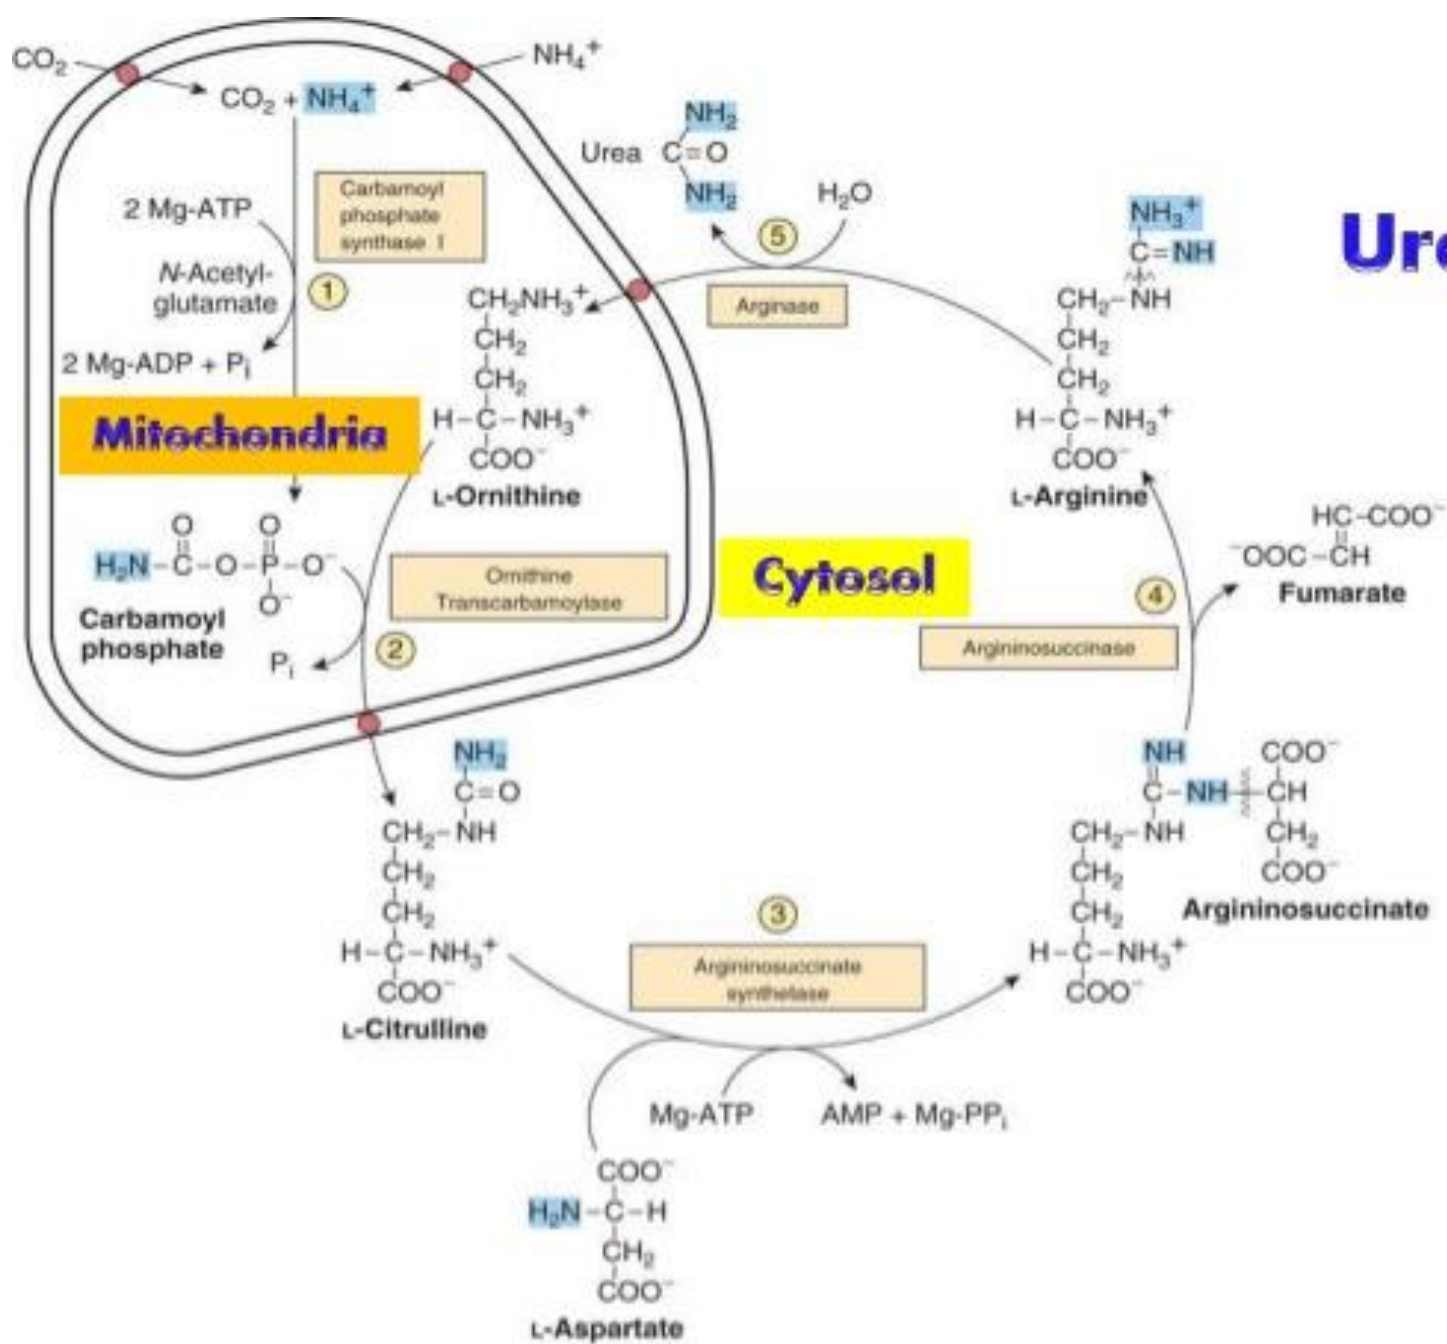 CO₂
NH₄⁺
CO₂ + NH₄⁺
2 Mg-ATP
Carbamoyl
phosphate
synthase I
N-Acetyl-
glutamate
1
2 Mg-ADP + Pᵢ
Mitochondria
CH₂NH₃⁺
CH₂
CH₂
H–C–NH₃⁺
COO⁻
L-Ornithine
O O
H₂N–C–O–P–O⁻
O⁻
Carbamoyl
phosphate
Ornithine
Transcarbamoylase
2
Pᵢ
Cytosol
NH₂
Urea C=O
NH₂
H₂O
5
Arginase
NH₃⁺
C=NH
CH₂–NH
CH₂
CH₂
H–C–NH₃⁺
COO⁻
L-Arginine
HC–COO⁻
⁻OOC–CH
Fumarate
4
Argininosuccinase
NH
C–NH–CH
COO⁻
CH₂–NH
CH₂
COO⁻
CH₂
CH₂
Argininosuccinate
H–C–NH₃⁺
COO⁻
NH₂
C=O
CH₂–NH
CH₂
CH₂
H–C–NH₃⁺
COO⁻
L-Citrulline
3
Argininosuccinate
synthetase
Mg-ATP
AMP + Mg-PPᵢ
COO⁻
H₂N–C–H
CH₂
COO⁻
L-Aspartate